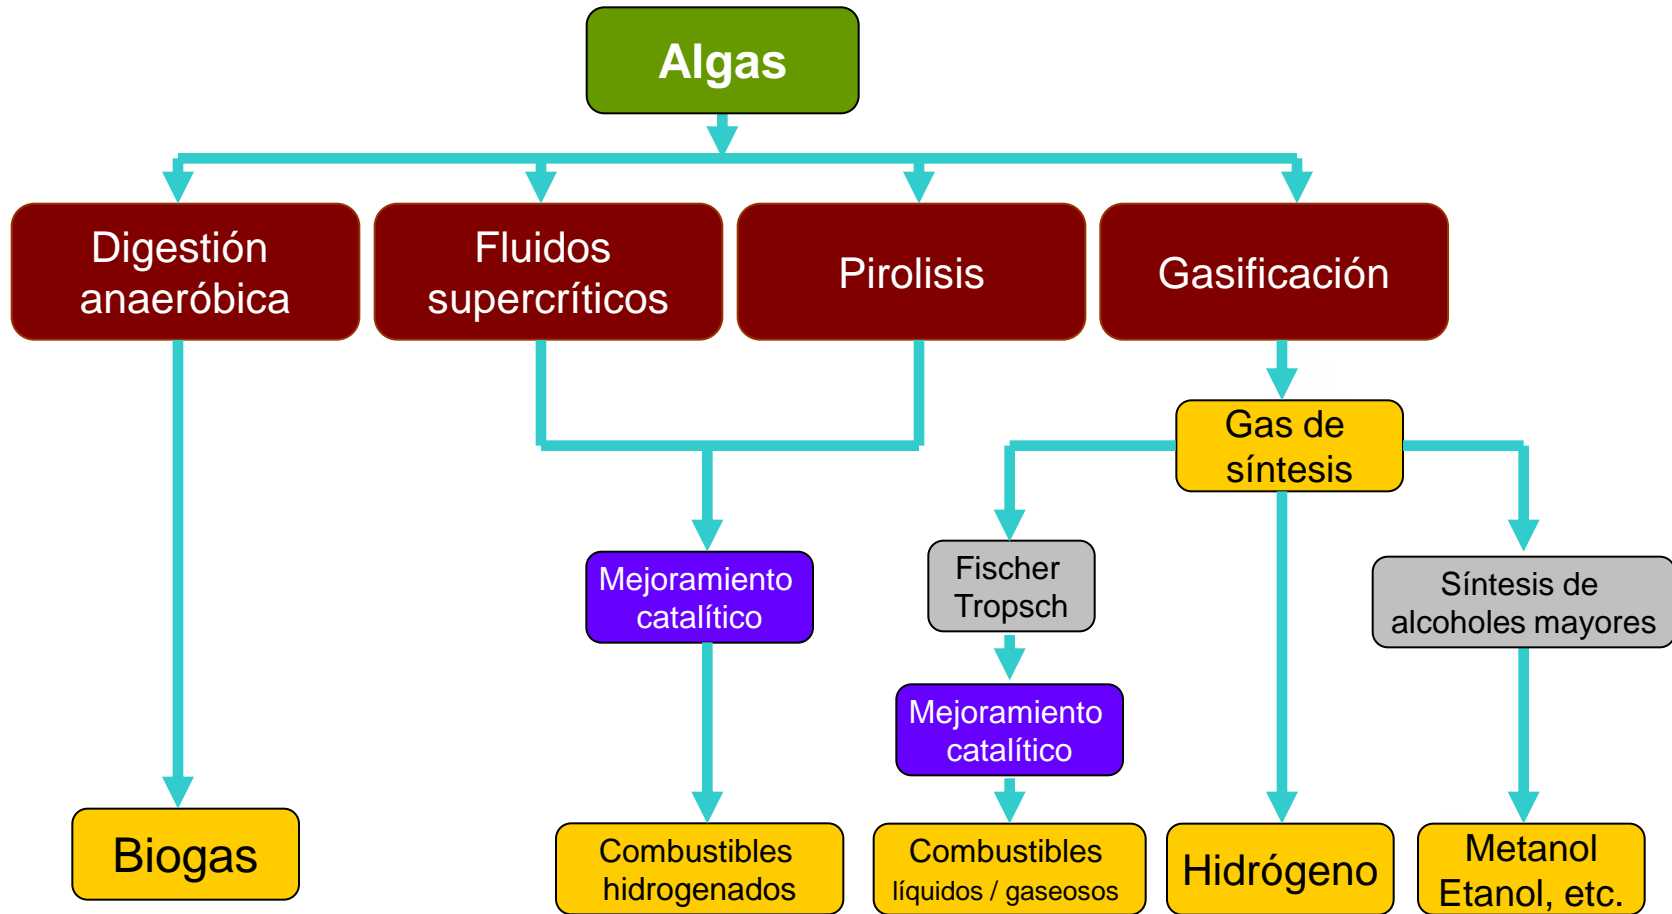 Algas
Digestión
anaeróbica
Fluidos
supercríticos
Pirolisis
Gasificación
Gas de
síntesis
Mejoramiento
catalítico
Fischer
Tropsch
Síntesis de
alcoholes mayores
Mejoramiento
catalítico
Biogas
Combustibles
hidrogenados
Combustibles
líquidos / gaseosos
Hidrógeno
Metanol
Etanol, etc.